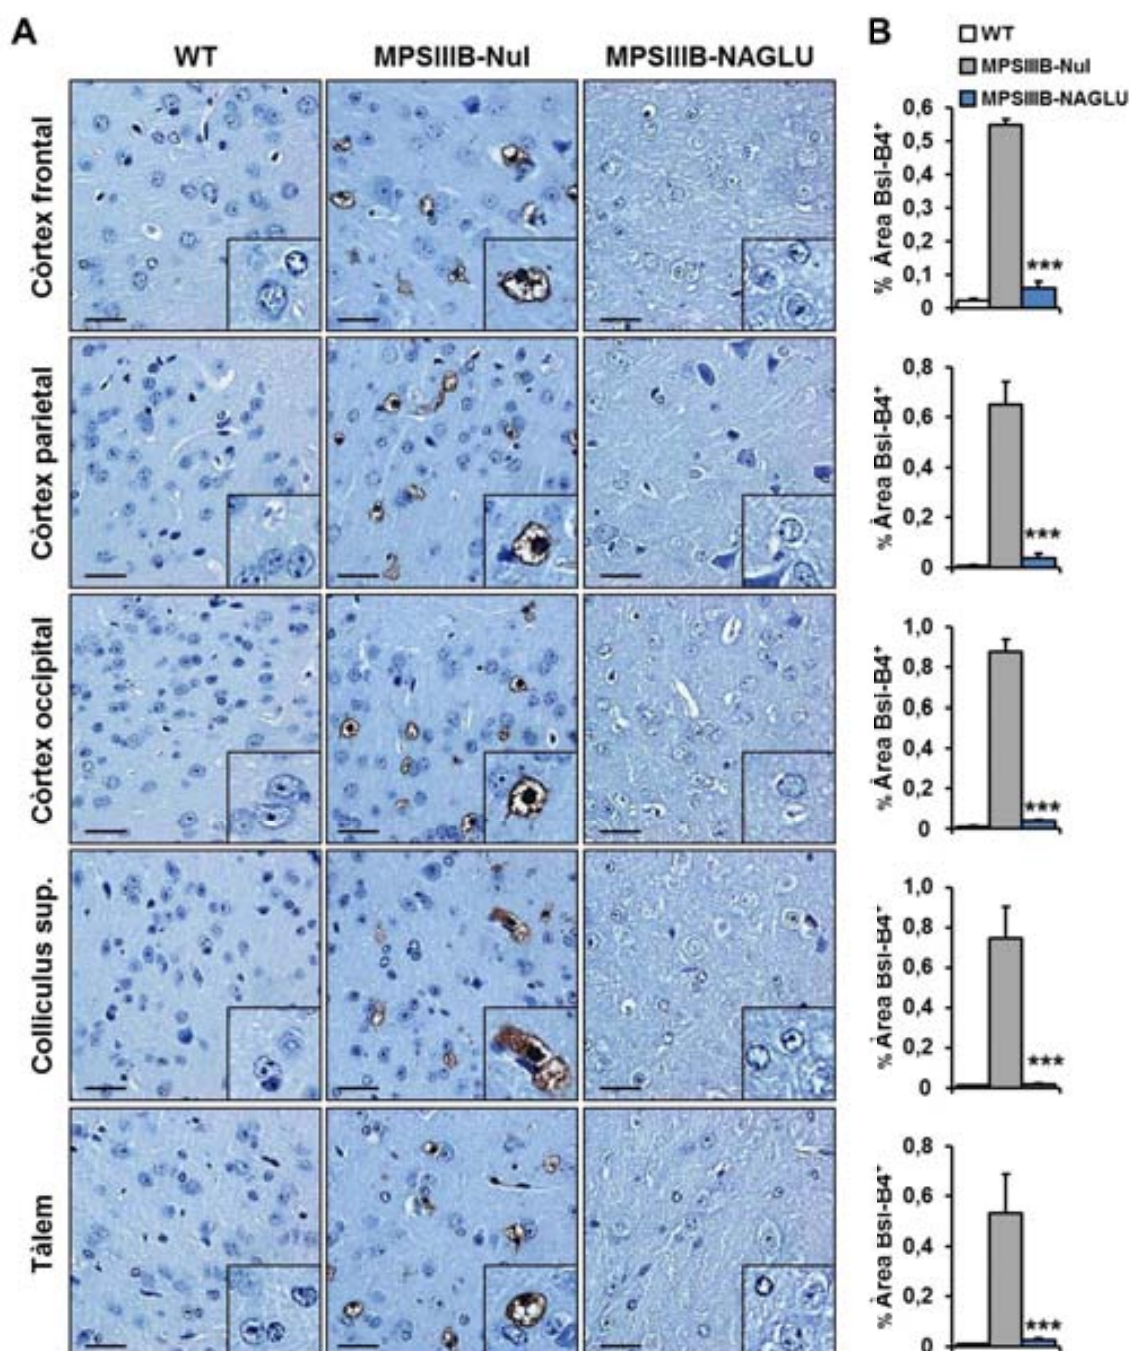 A
WT
MPSIIIB-Nul
MPSIIIB-NAGLU
Còrtex frontal
Còrtex parietal
Còrtex occipital
Colliculus sup.
Tàlem
B
WT
MPSIIIB-Nul
MPSIIIB-NAGLU
% Àrea Bsi-B4+
0,6
0,5
0,4
0,3
0,2
0,1
0
***
% Àrea Bsi-B4+
0,8
0,6
0,4
0,2
0
***
% Àrea Bsi-B4+
1,0
0,8
0,6
0,4
0,2
0
***
% Àrea Bsi-B4+
1,0
0,8
0,6
0,4
0,2
0
***
% Àrea Bsi-B4+
0,8
0,6
0,4
0,2
0
***